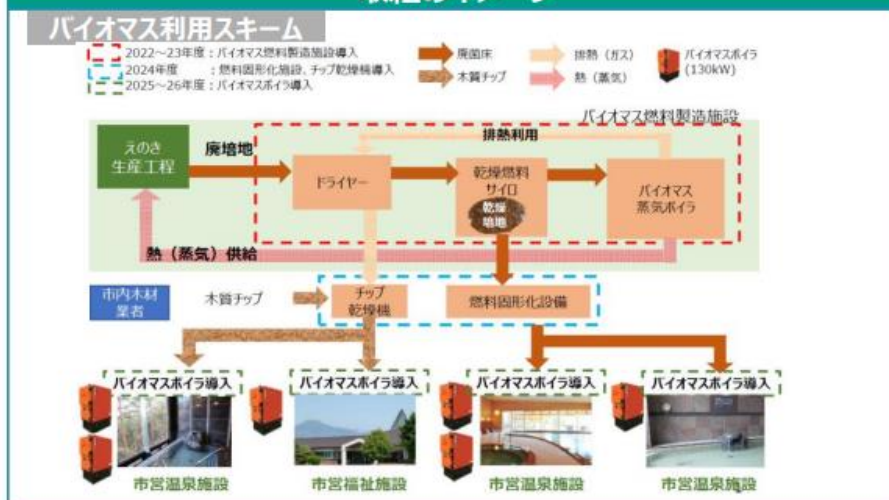 バイオマス利用スキーム
2022～23年度：バイオマス燃料製造施設導入
2024年度　　：燃料固形化施設、チップ乾燥機導入
2025～26年度：バイオマスボイラ導入
廃菌床
木質チップ
排熱（ガス）
熱（蒸気）
バイオマスボイラ
(130kW)
バイオマス燃料製造施設
排熱利用
えのき
生産工程
廃培地
ドライヤー
乾燥燃料
サイロ
乾燥
培地
バイオマス
蒸気ボイラ
熱（蒸気）供給
市内木材
業者
木質チップ
チップ
乾燥機
燃料固形化設備
バイオマスボイラ導入
バイオマスボイラ導入
バイオマスボイラ導入
バイオマスボイラ導入
市営温泉施設
市営福祉施設
市営温泉施設
市営温泉施設